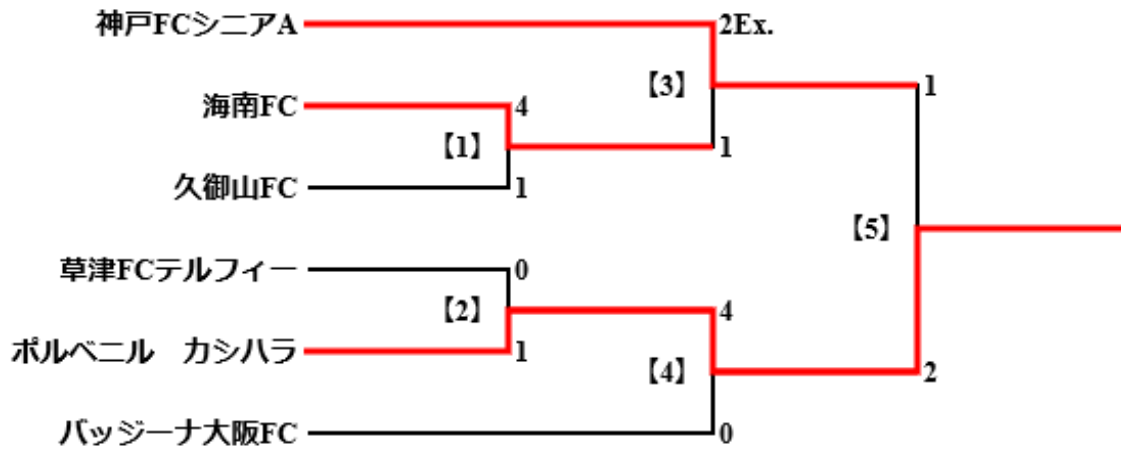 神戸FCシニアA
2Ex.
【3】
1
海南FC
4
【1】
1
久御山FC
1
【5】
草津FCテルフィー
0
【2】
4
ポルベニル　カシハラ
1
【4】
2
バッジーナ大阪FC
0